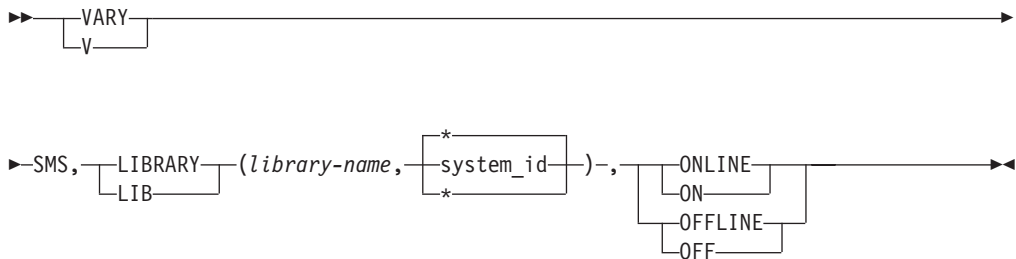 VARY
V
*
SMS, LIBRARY (library-name, system_id ) , ONLINE
LIB * ON
OFFLINE
OFF